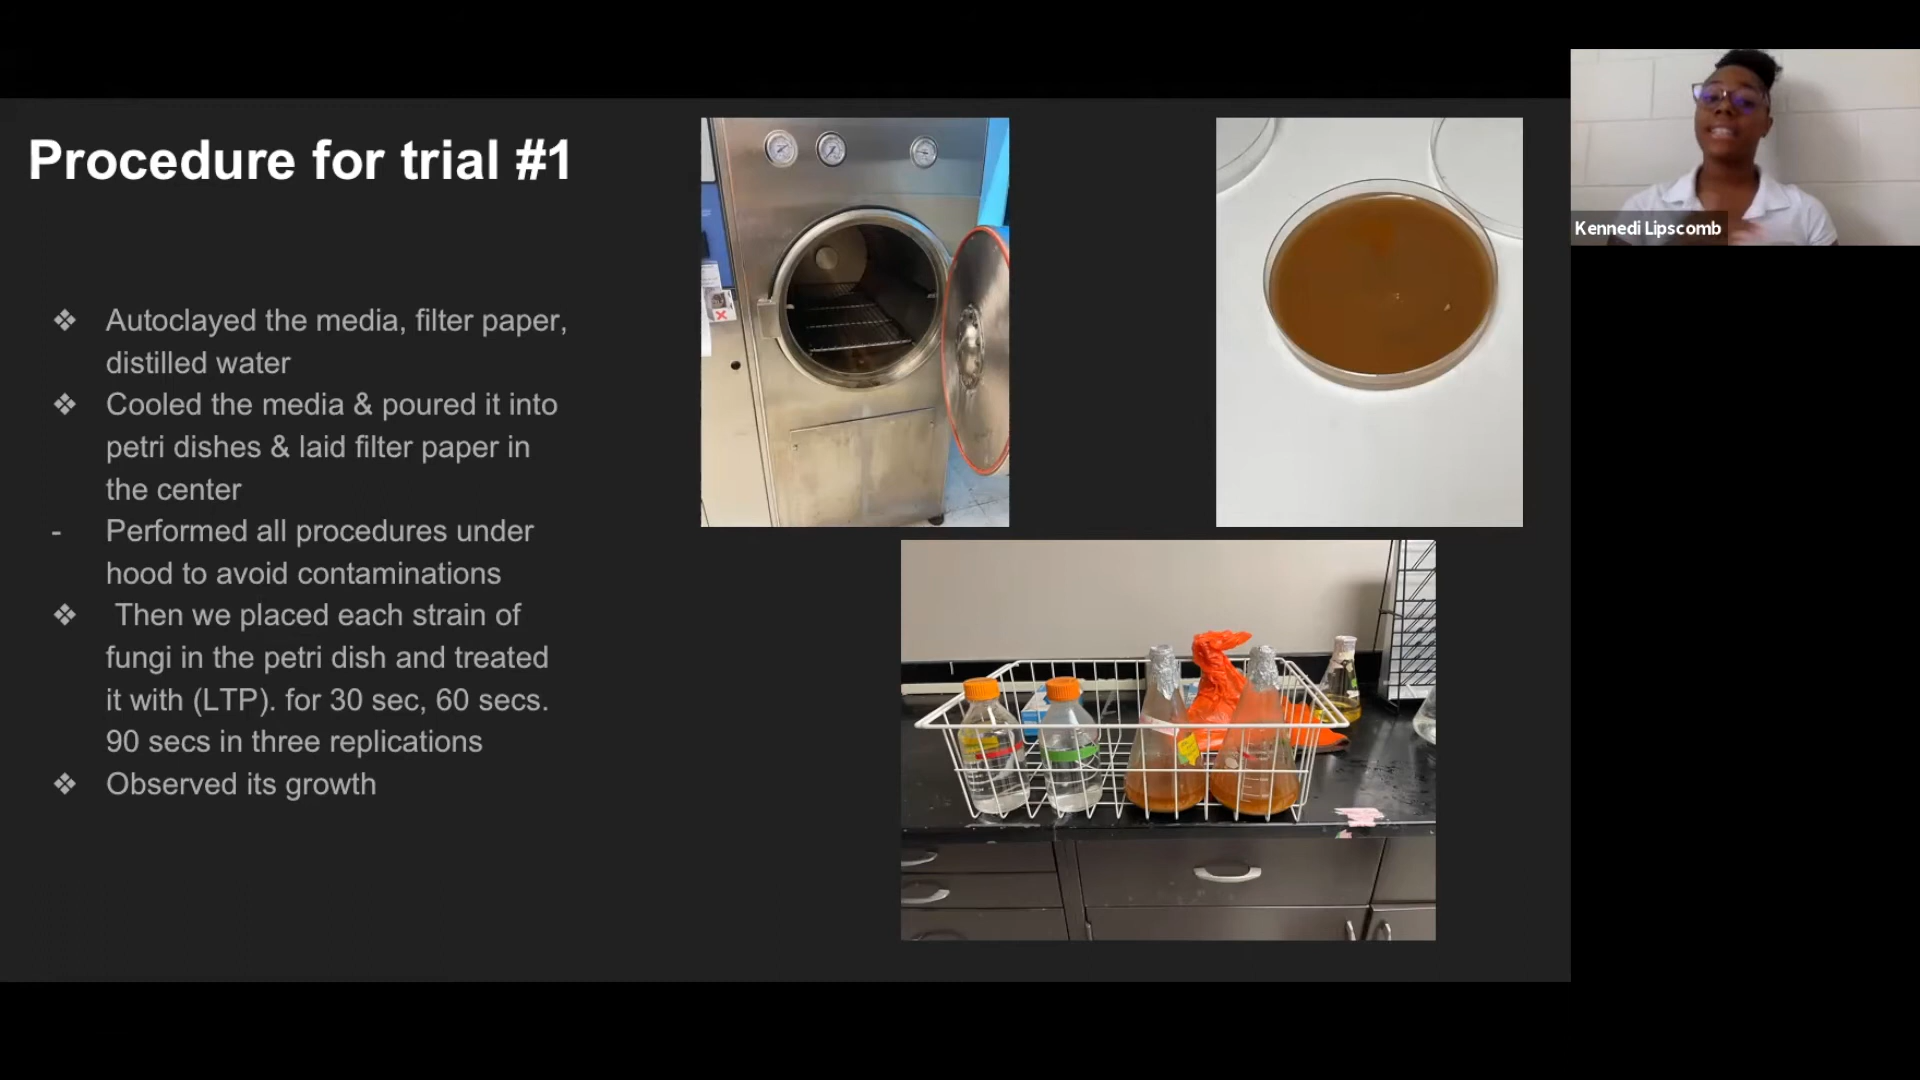 Procedure for trial #1
❖ Autoclayed the media, filter paper,
distilled water
❖ Cooled the media & poured it into
petri dishes & laid filter paper in
the center
- Performed all procedures under
hood to avoid contaminations
❖ Then we placed each strain of
fungi in the petri dish and treated
it with (LTP). for 30 sec, 60 secs.
90 secs in three replications
❖ Observed its growth
Kennedi Lipscomb